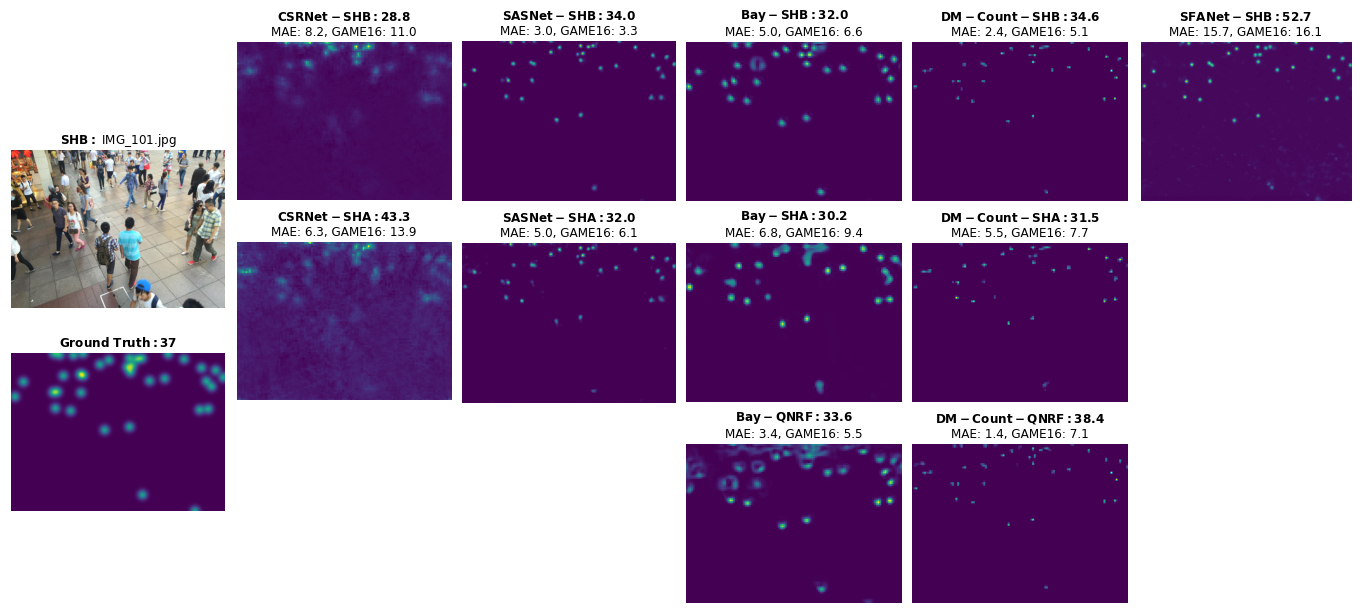 CSRNet − SHB: 28.8
MAE: 8.2, GAME16: 11.0
SASNet − SHB: 34.0
MAE: 3.0, GAME16: 3.3
Bay − SHB: 32.0
MAE: 5.0, GAME16: 6.6
DM − Count − SHB: 34.6
MAE: 2.4, GAME16: 5.1
SFANet − SHB: 52.7
MAE: 15.7, GAME16: 16.1
SHB: IMG_101.jpg
CSRNet − SHA: 43.3
MAE: 6.3, GAME16: 13.9
SASNet − SHA: 32.0
MAE: 5.0, GAME16: 6.1
Bay − SHA: 30.2
MAE: 6.8, GAME16: 9.4
DM − Count − SHA: 31.5
MAE: 5.5, GAME16: 7.7
Ground Truth: 37
Bay − QNRF: 33.6
MAE: 3.4, GAME16: 5.5
DM − Count − QNRF: 38.4
MAE: 1.4, GAME16: 7.1